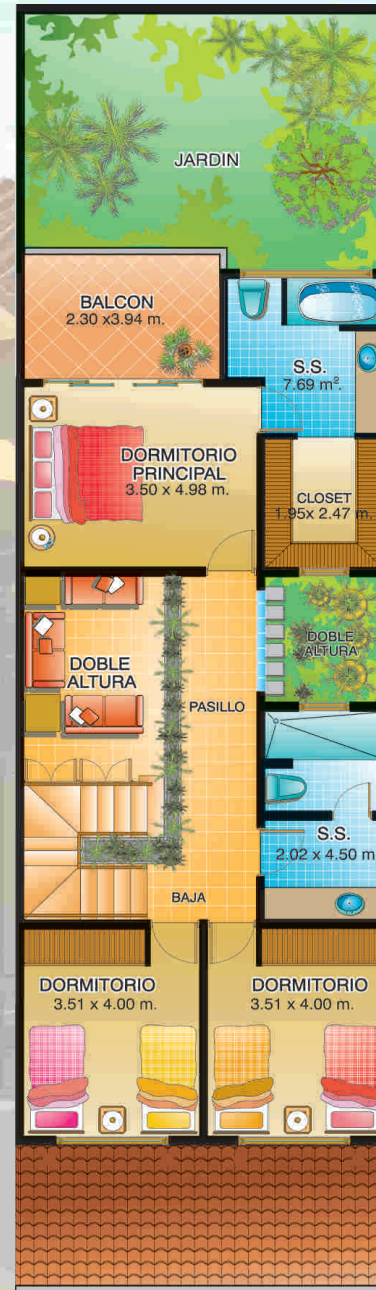 JARDIN
BALCON
2.30 x3.94 m.
S.S.
7.69 m².
DORMITORIO
PRINCIPAL
3.50 x 4.98 m.
CLOSET
1.95x 2.47 m.
DOBLE
ALTURA
DOBLE
ALTURA
PASILLO
S.S.
2.02 x 4.50 m
BAJA
DORMITORIO
3.51 x 4.00 m.
DORMITORIO
3.51 x 4.00 m.